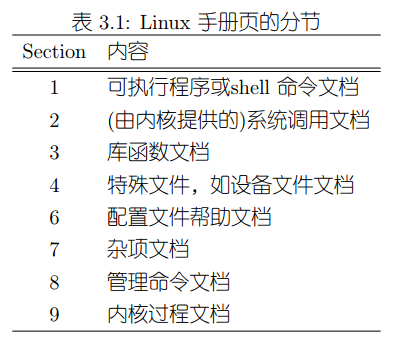 表 3.1: Linux 手册页的分节
Section 内容
1 可执行程序或shell 命令文档
2 (由内核提供的)系统调用文档
3 库函数文档
4 特殊文件，如设备文件文档
6 配置文件帮助文档
7 杂项文档
8 管理命令文档
9 内核过程文档